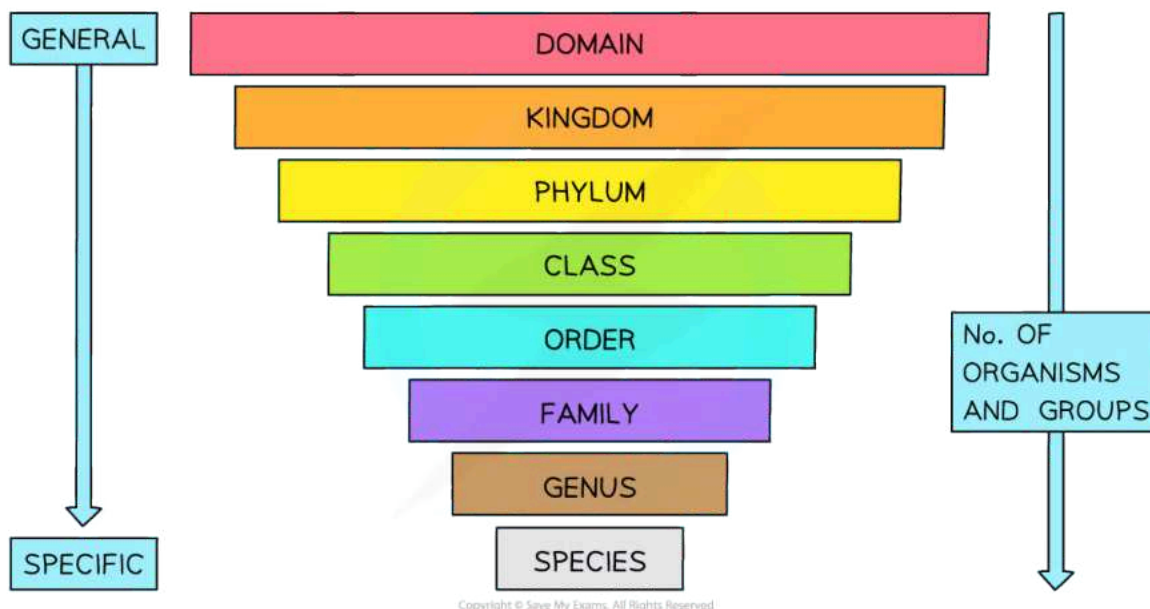 GENERAL
DOMAIN
KINGDOM
PHYLUM
CLASS
ORDER
No. OF
ORGANISMS
AND GROUPS
FAMILY
GENUS
SPECIES
SPECIFIC
Copyright © Save My Exams. All Rights Reserved